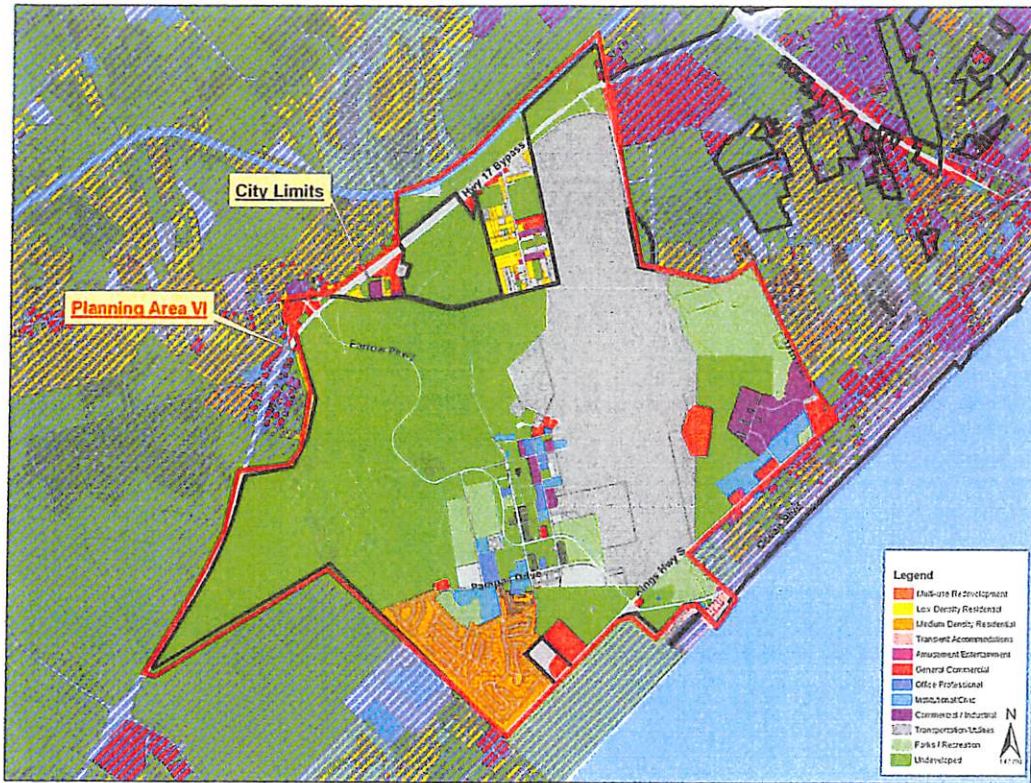 Hwy 17 Bypass
City Limits
Planning Area VI
Farrow Pkwy
Kings Hwy S
Ocean Blvd
Legend
Multi-use Redevelopment
Low Density Residential
Medium Density Residential
Transient Accommodations
Amusement/Entertainment
General Commercial
Office Professional
Institutional/Civic
Commercial / Industrial
Transportation/Utilities
Parks / Recreation
Undeveloped
N